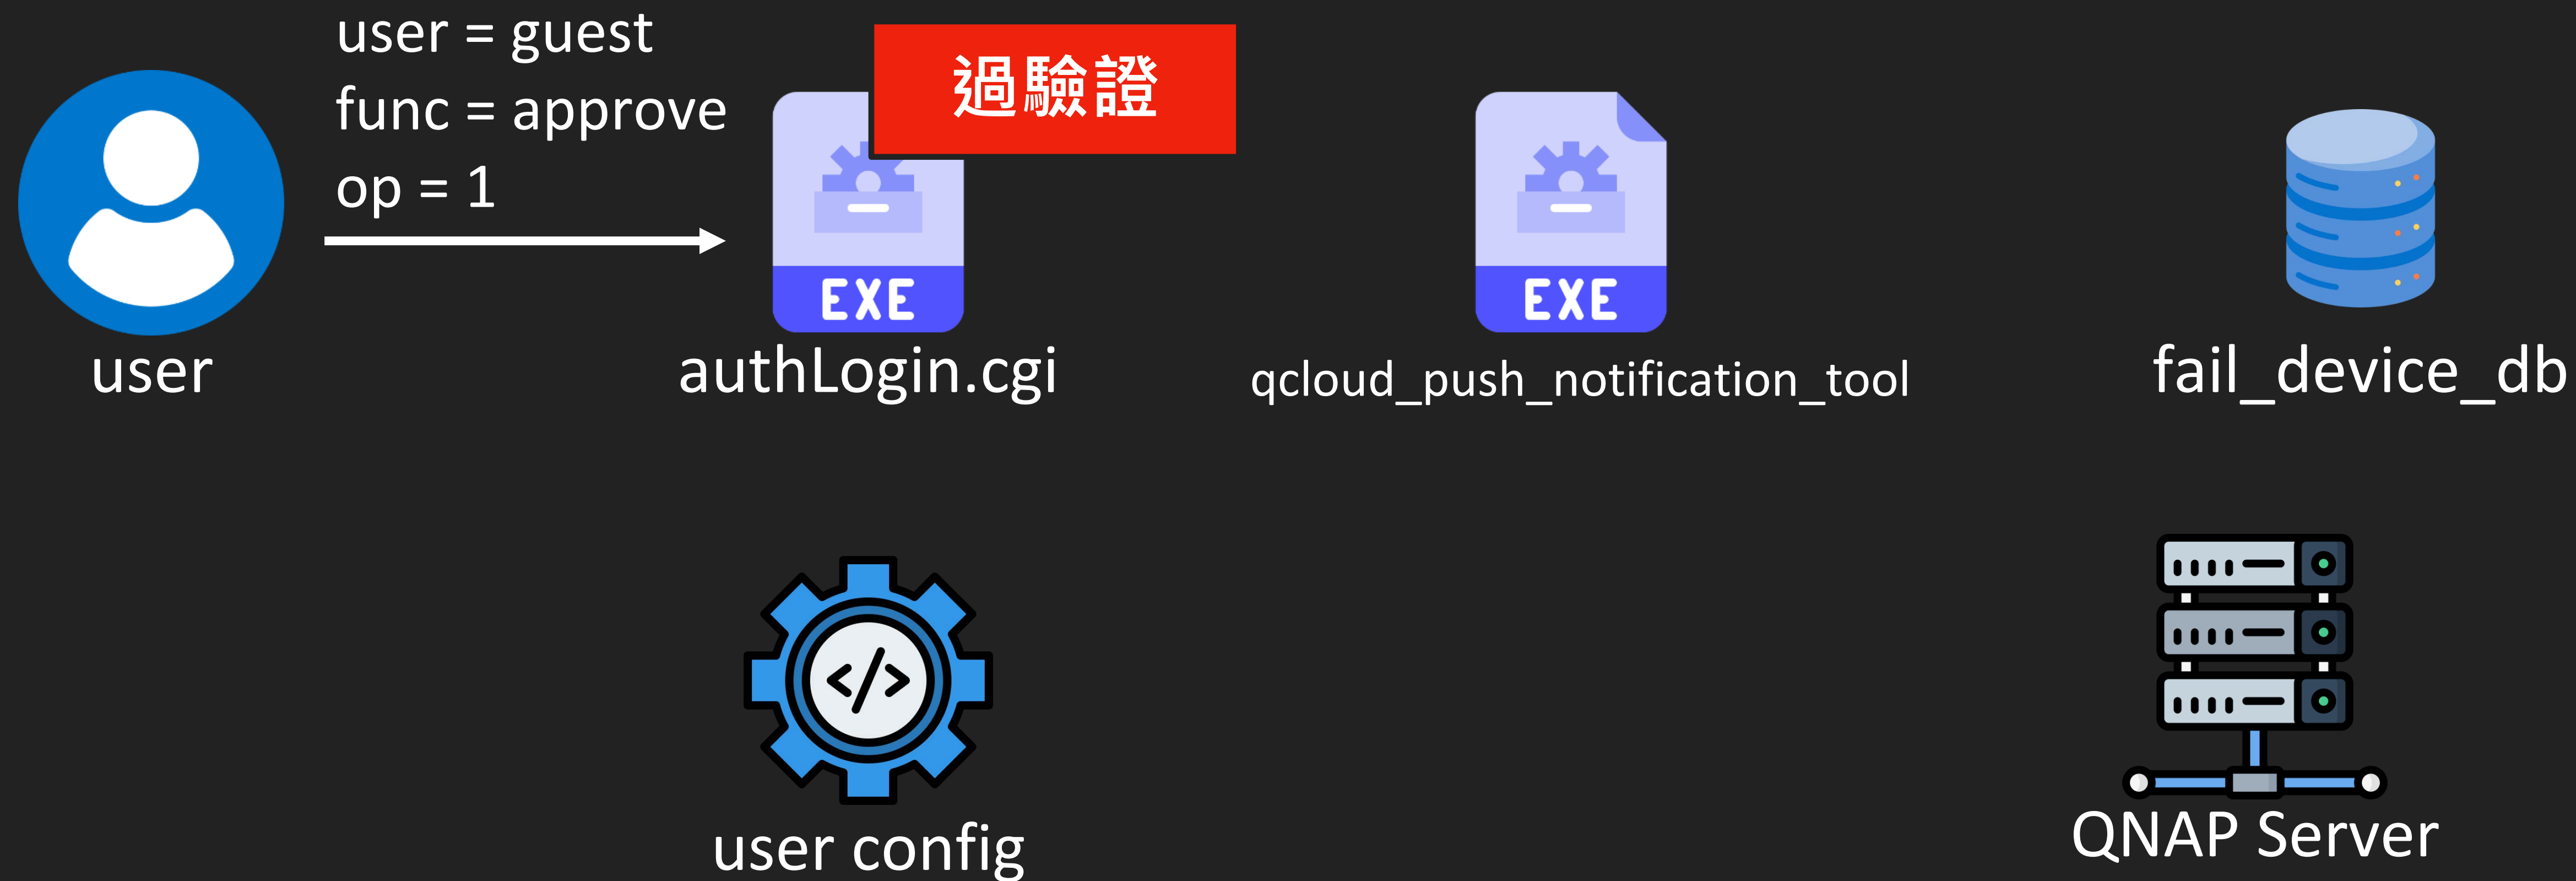 user = guest
func = approve
op = 1
過驗證
EXE
EXE
user
authLogin.cgi
qcloud_push_notification_tool
fail_device_db
</>
user config
QNAP Server